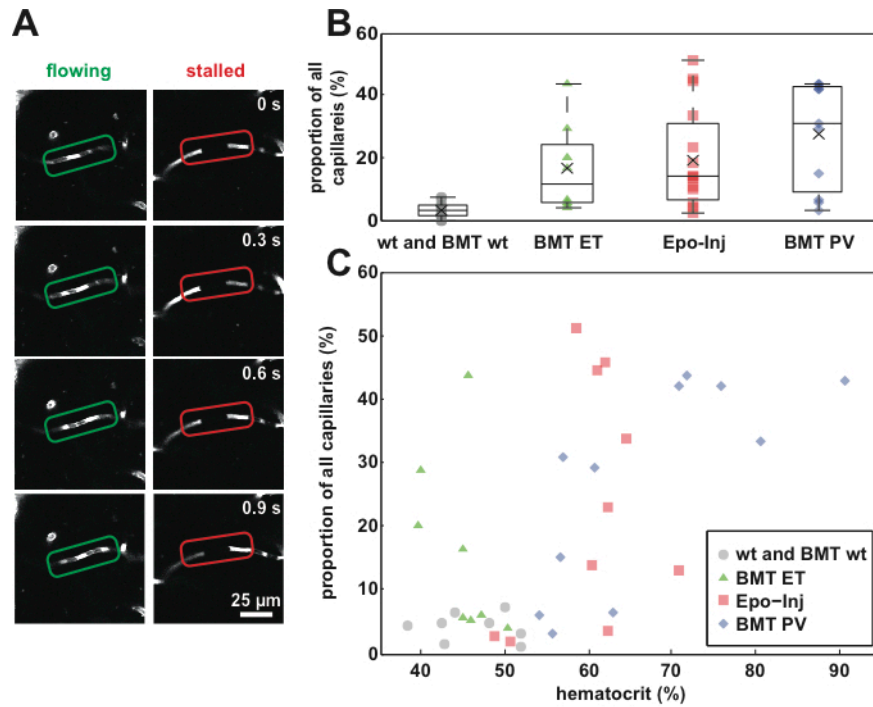 A
flowing
stalled
0 s
0.3 s
0.6 s
0.9 s
25 µm
B
proportion of all
capillareis (%)
60
40
20
0
wt and BMT wt
BMT ET
Epo-Inj
BMT PV
C
proportion of all capillaries (%)
60
50
40
30
20
10
0
40
50
60
70
80
90
hematocrit (%)
wt and BMT wt
BMT ET
Epo-Inj
BMT PV